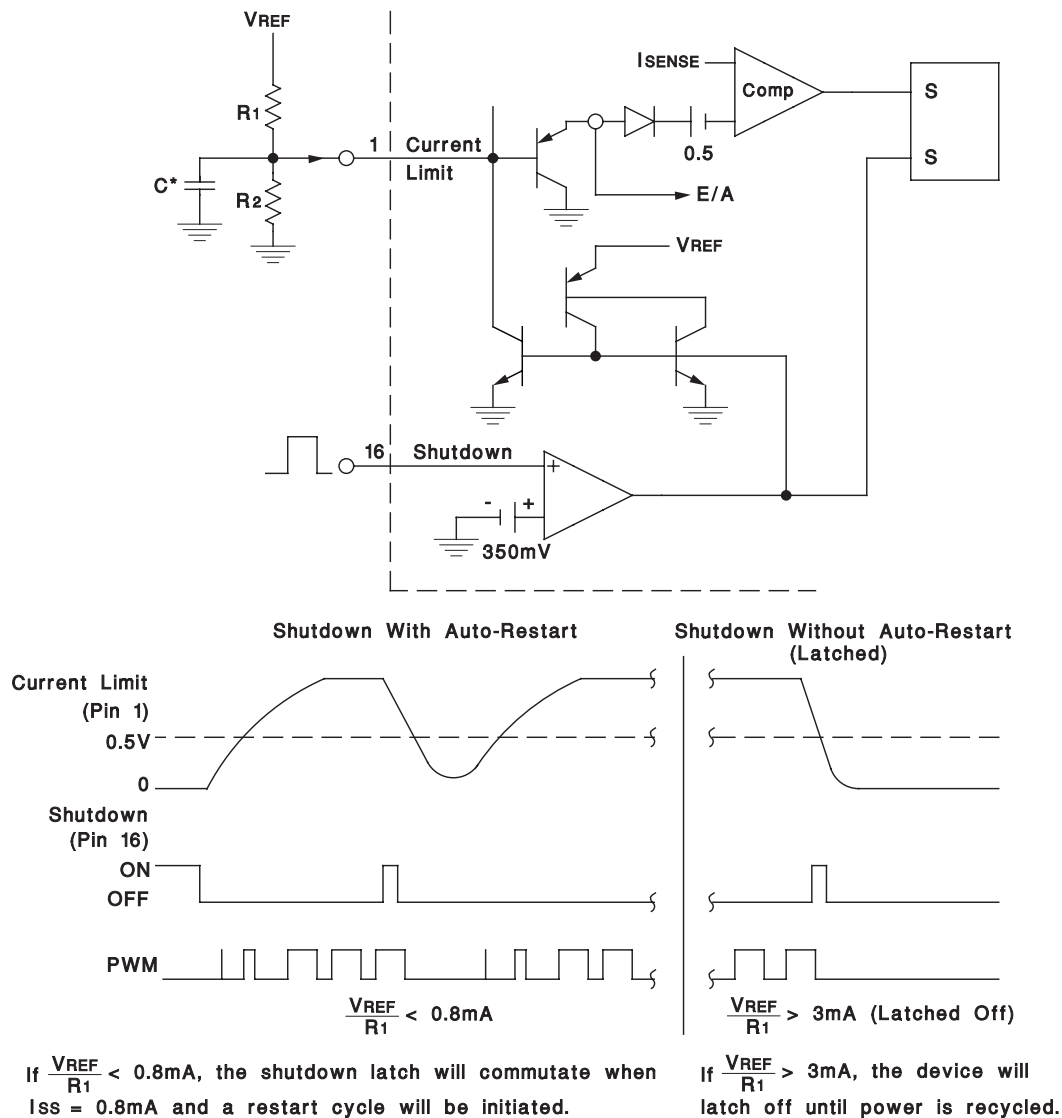 VREF
R1
1 Current
Limit
C*
R2
ISENSE
Comp
0.5
E/A
S
S
VREF
16 Shutdown
+
- +
350mV
Shutdown With Auto-Restart
Shutdown Without Auto-Restart
(Latched)
Current Limit
(Pin 1)
0.5V
0
Shutdown
(Pin 16)
ON
OFF
PWM
VREF
R1
< 0.8mA
VREF
R1
> 3mA (Latched Off)
If VREF/R1 < 0.8mA, the shutdown latch will commutate when
ISS = 0.8mA and a restart cycle will be initiated.
If VREF/R1 > 3mA, the device will
latch off until power is recycled.